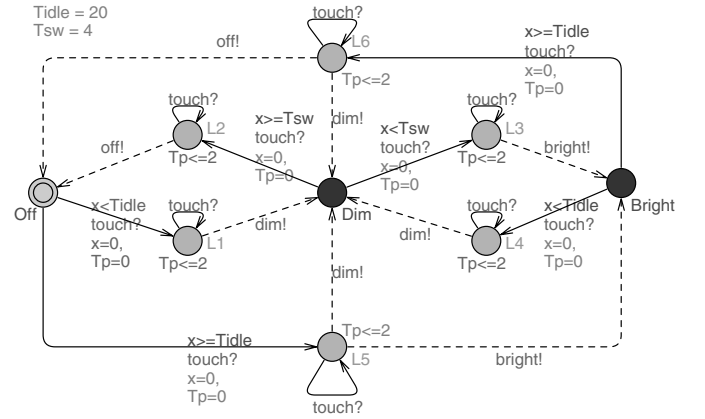 Tidle = 20
Tsw = 4
touch?
L6
Tp<=2
off!
x>=Tidle
touch?
x=0,
Tp=0
dim!
touch?
L2
Tp<=2
off!
x>=Tsw
touch?
x=0,
Tp=0
x<Tsw
touch?
x=0,
Tp=0
touch?
L3
Tp<=2
bright!
Off
Dim
Bright
x<Tidle
touch?
x=0,
Tp=0
touch?
L1
Tp<=2
dim!
dim!
touch?
L4
Tp<=2
x<Tidle
touch?
x=0,
Tp=0
dim!
x>=Tidle
touch?
x=0,
Tp=0
Tp<=2
L5
touch?
bright!